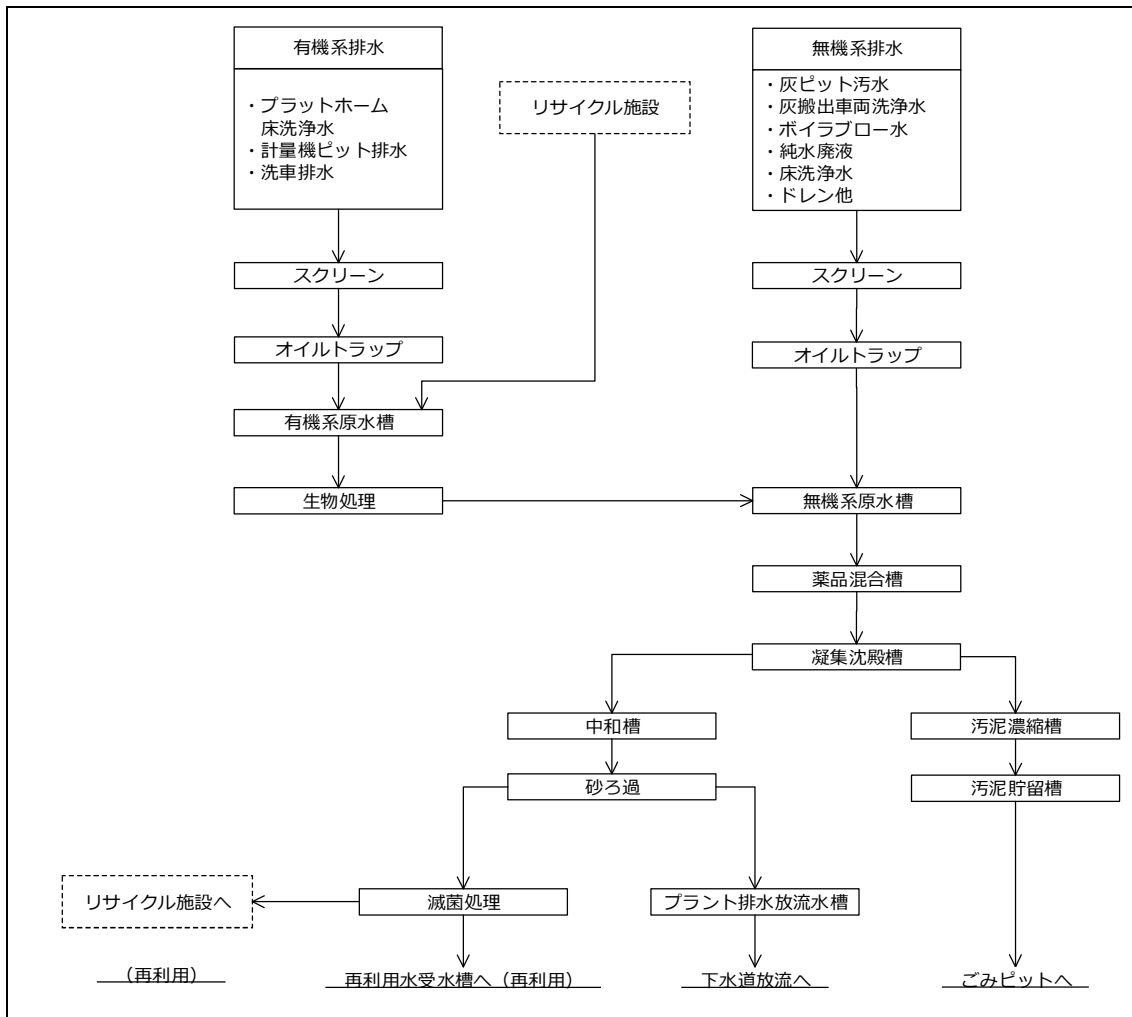 有機系排水
・プラットホーム
床洗浄水
・計量機ピット排水
・洗車排水
リサイクル施設
無機系排水
・灰ピット汚水
・灰搬出車両洗浄水
・ボイラブロー水
・純水廃液
・床洗浄水
・ドレン他
スクリーン
スクリーン
オイルトラップ
オイルトラップ
有機系原水槽
生物処理
無機系原水槽
薬品混合槽
凝集沈殿槽
中和槽
汚泥濃縮槽
砂ろ過
汚泥貯留槽
リサイクル施設へ
滅菌処理
プラント排水放流水槽
（再利用）
再利用水受水槽へ（再利用）
下水道放流へ
ごみピットへ